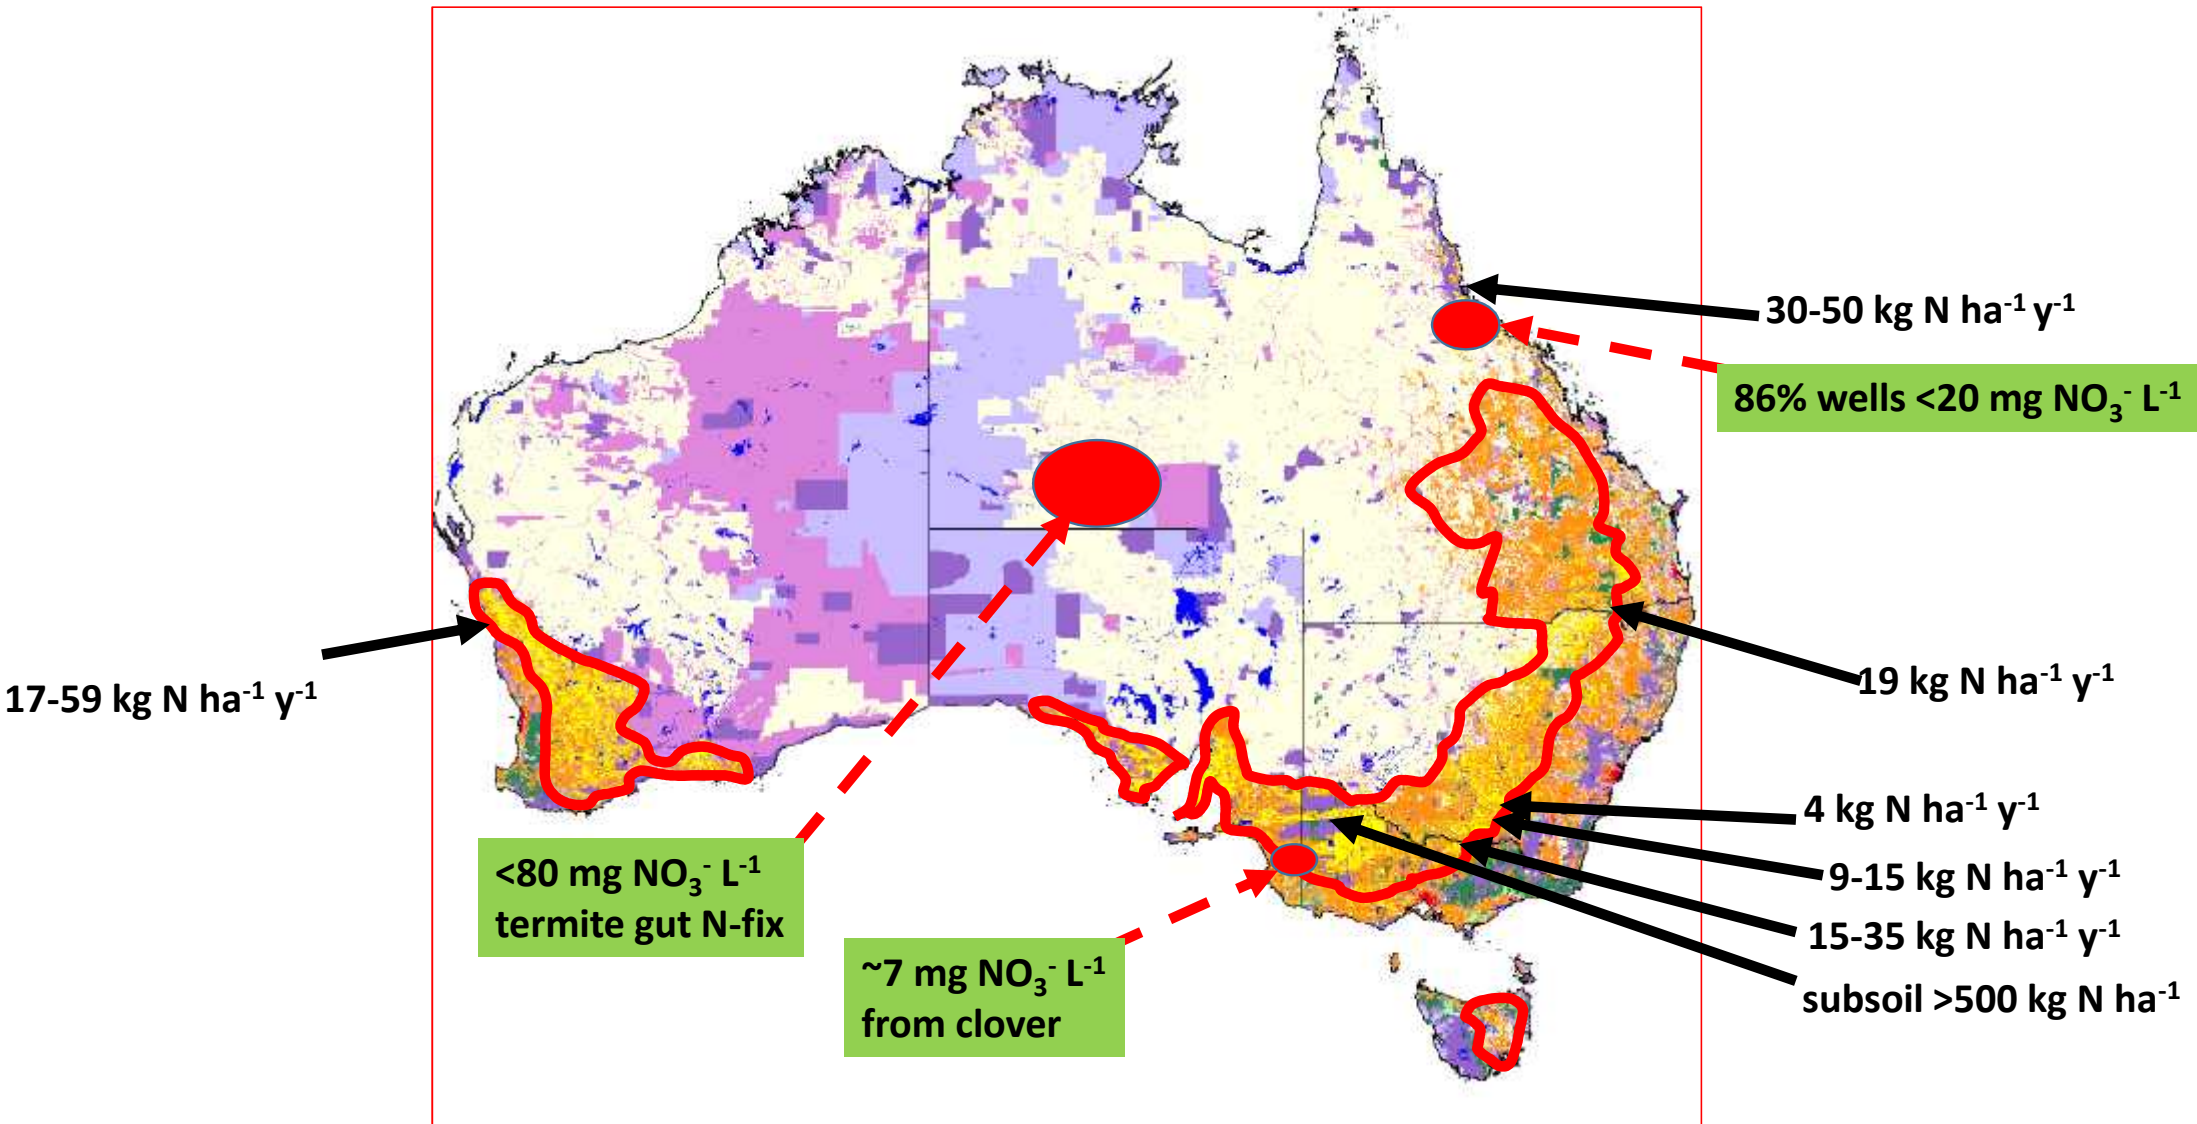 30-50 kg N ha⁻¹ y⁻¹
86% wells <20 mg NO₃⁻ L⁻¹
17-59 kg N ha⁻¹ y⁻¹
19 kg N ha⁻¹ y⁻¹
4 kg N ha⁻¹ y⁻¹
<80 mg NO₃⁻ L⁻¹
termite gut N-fix
9-15 kg N ha⁻¹ y⁻¹
15-35 kg N ha⁻¹ y⁻¹
~7 mg NO₃⁻ L⁻¹
from clover
subsoil >500 kg N ha⁻¹